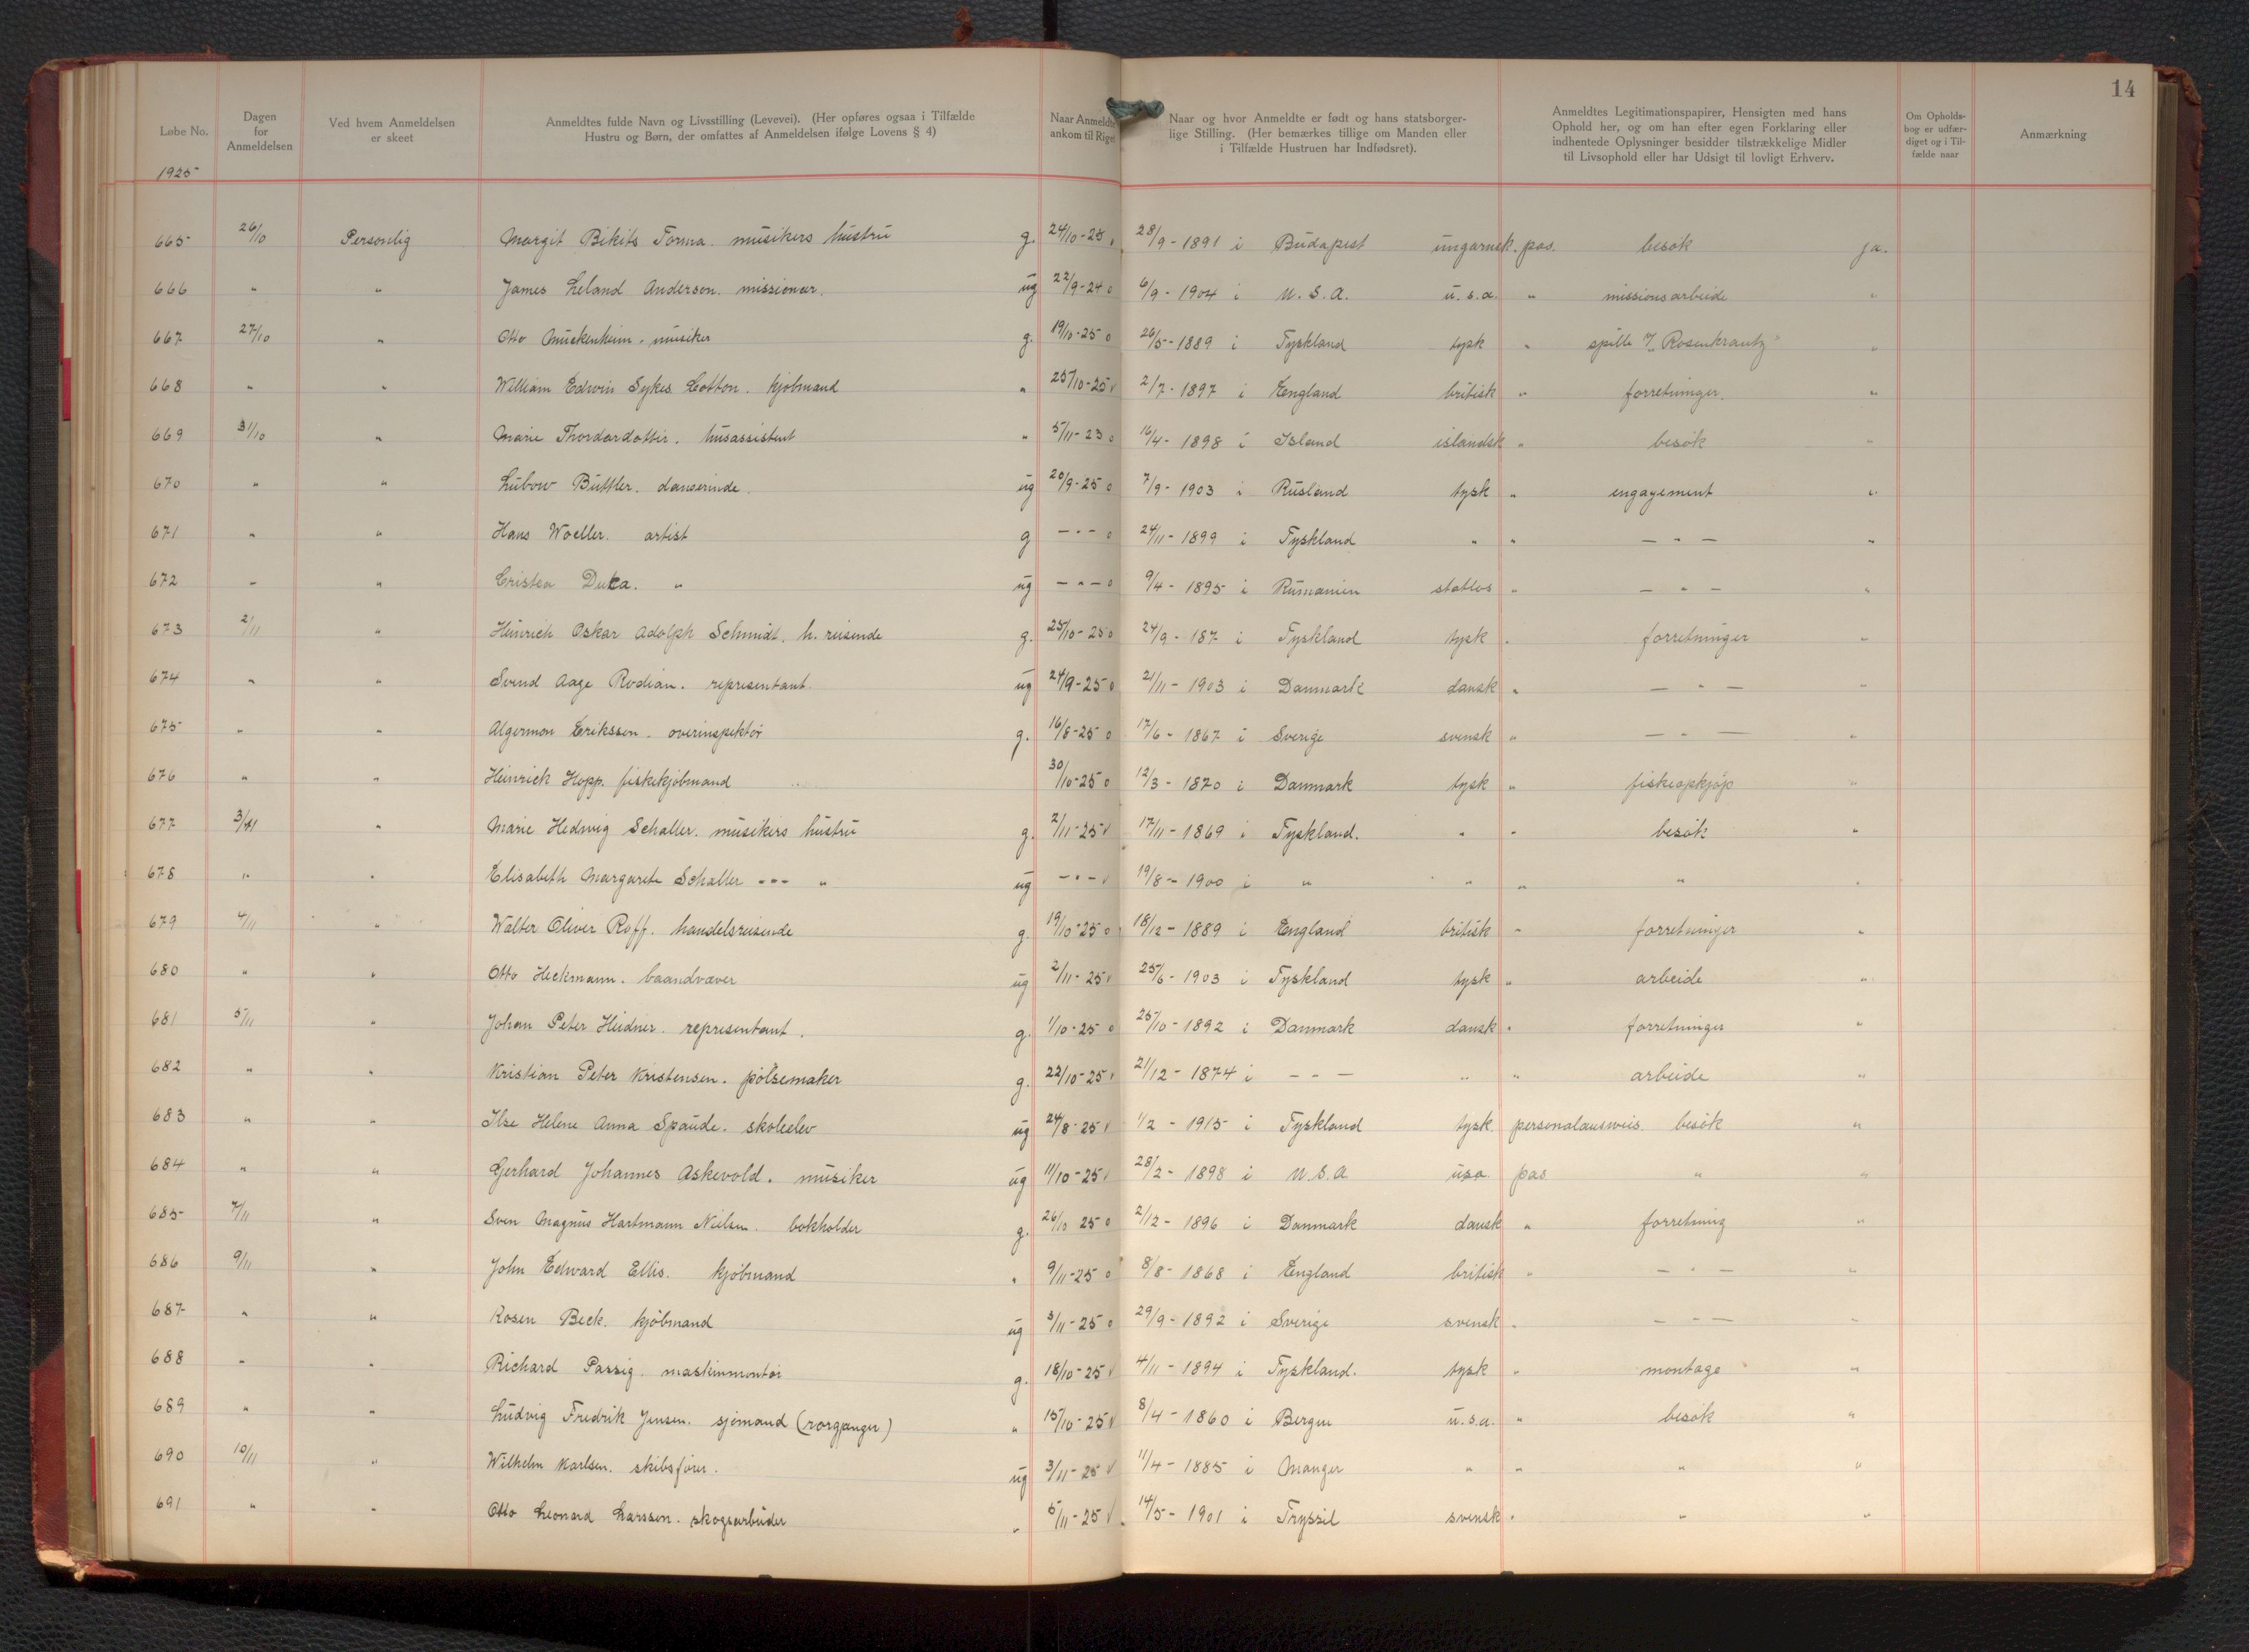 14
Løbe No.
Dagen for Anmeldelsen
Ved hvem Anmeldelsen er skeet
Anmeldtes fulde Navn og Livsstilling (Levevei). (Her opføres ogsaa i Tilfælde Hustru og Børn, der omfattes af Anmeldelsen ifølge Lovens § 4)
Naar Anmeldte ankom til Riget
Naar og hvor Anmeldte er født og hans statsborgerlige Stilling. (Her bemærkes tillige om Manden eller i Tilfælde Hustruen har Indfødsret).
Anmeldtes Legitimationspapirer, Hensigten med hans Ophold her, og om han efter egen Forklaring eller indhentede Oplysninger besidder tilstrækkelige Midler til Livsophold eller har Udsigt til lovligt Erhverv.
Om Opholdsbog er udfærdiget og i Tilfælde naar
Anmærkning
1925
665 26/10 Personlig Margit Bikits Torma. musikers hustru g. 24/10-25 28/9-1891 i Budapest ungarnsk. pas. besøk ja.
666 " " James Leland Anderson. missionær. ug 22/9-24 o 6/9-1904 i U.S.A. u.s.a. " missionsarbeide "
667 27/10 " Otto Muckenheim. musiker g. 19/10-25 o 26/5-1889 i Tyskland tysk " spille "Rosenkrantz" "
668 " " William Edwin Sykes Cotton. kjøbmand " 25/10-25 v 2/7-1897 i England britisk " forretninger. "
669 31/10 " Marie Thordardottir. husassistent " 5/11-23 o 16/4-1898 i Island islandsk " besøk "
670 " " Lubow Buttler. danserinde. ug 20/9-25 o 7/9-1903 i Rusland tysk " engagement "
671 " " Hans Woeller. artist g -"- o 24/11-1899 i Tyskland " " -"- "
672 " " Cristea Duka. " ug -"- o 9/4-1895 i Rumænien statløs " -"- "
673 2/11 " Heinrich Oskar Adolph Schmidt. h. reisende g. 25/10-25 o 24/9-187 i Tyskland tysk " forretninger "
674 " " Svend Aage Rodian. representant. ug 24/9-25 o 2/11-1903 i Danmark dansk " -"- "
675 " " Algernon Erikssen. overinspektør g. 16/8-25 o 17/6-1867 i Sverige svensk " -"- "
676 " " Heinrich Hopp. fiskekjøbmand 30/10-25 o 12/3-1870 i Danmark tysk " fiskeopkjøp "
677 3/11 " Marie Hedwig Schaller. musikers hustru g. 2/11-25 v 17/11-1869 i Tyskland. " " besøk "
678 " " Elisabeth Margarete Schaller --- " ug -"- v 19/8-1900 i " " " " "
679 4/11 " Walter Oliver Roff. handelsreisende g. 19/10-25 o 18/12-1889 i England britisk " forretninger "
680 " " Otto Heckmann. baandvæver ug 2/11-25 v 25/6-1903 i Tyskland tysk " arbeide "
681 5/11 " Johan Peter Heidner. representant. g. 1/10-25 o 25/10-1892 i Danmark dansk " forretninger "
682 " " Kristian Peter Kristensen. pølsemaker g. 22/10-25 v 21/12-1874 i -"- " " arbeide "
683 " " Ilse Helene Anna Spaude. skoleelev ug 24/8-25 v 1/2-1915 i Tyskland tysk. personalausweis. besøk "
684 " " Gerhard Johannes Askevold. musiker ug 11/10-25 v 28/2-1898 i U.S.A usa. pas " "
685 7/11 " Sven Magnus Hartmann Nielsen. bokholder g. 26/10 25 o 2/12-1896 i Danmark dansk " forretning "
686 9/11 " John Edward Ellis. kjøbmand " 9/11-25 o 8/8-1868 i England britisk " -"- "
687 " " Rosen Beck. kjøbmand ug 3/11-25 o 29/9-1892 i Sverige svensk " -"- "
688 " " Richard Passig. maskinmontør g. 18/10-25 v 4/11-1894 i Tyskland. tysk " montage "
689 " " Ludvig Fredrik Jensen. sjømand (rorgjænger) " 15/10-25 v 8/4-1860 i Bergen u.s.a. " besøk "
690 10/11 " Wilhelm Karlsen. skibsfører. ug 3/11-25 v 11/4-1885 i Manger " " " "
691 " " Otto Leonard Larsson. skogsarbeider " 5/11-25 v 14/5-1901 i Trysil svensk " " "